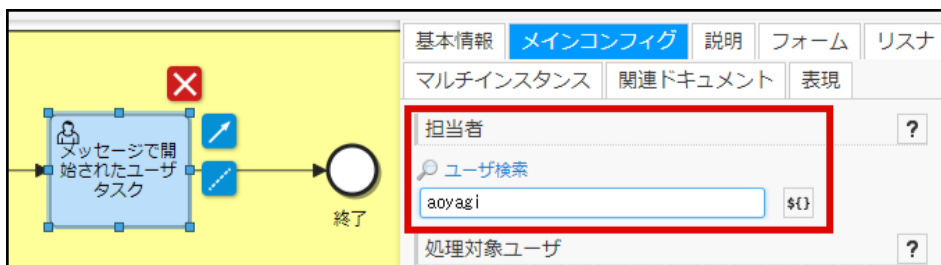 基本情報 メインコンフィグ 説明 フォーム リスナ
マルチインスタンス 関連ドキュメント 表現
担当者 ?
ユーザ検索
aoyagi ${}
処理対象ユーザ ?
メッセージで開
始されたユーザ
タスク
終了